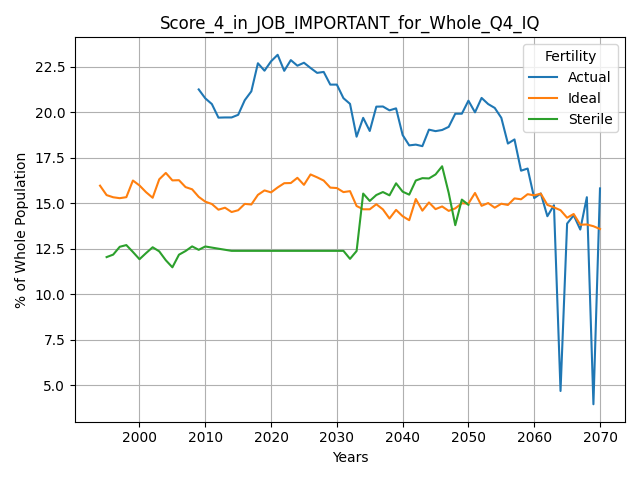 Score_4_in_JOB_IMPORTANT_for_Whole_Q4_IQ
Fertility
Actual
Ideal
Sterile
% of Whole Population
22.5
20.0
17.5
15.0
12.5
10.0
7.5
5.0
2000 2010 2020 2030 2040 2050 2060 2070
Years